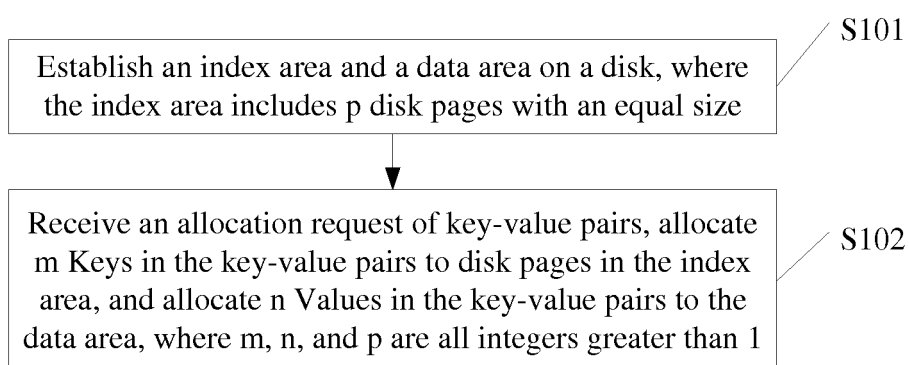 S101
Establish an index area and a data area on a disk, where
the index area includes p disk pages with an equal size
S102
Receive an allocation request of key-value pairs, allocate
m Keys in the key-value pairs to disk pages in the index
area, and allocate n Values in the key-value pairs to the
data area, where m, n, and p are all integers greater than 1